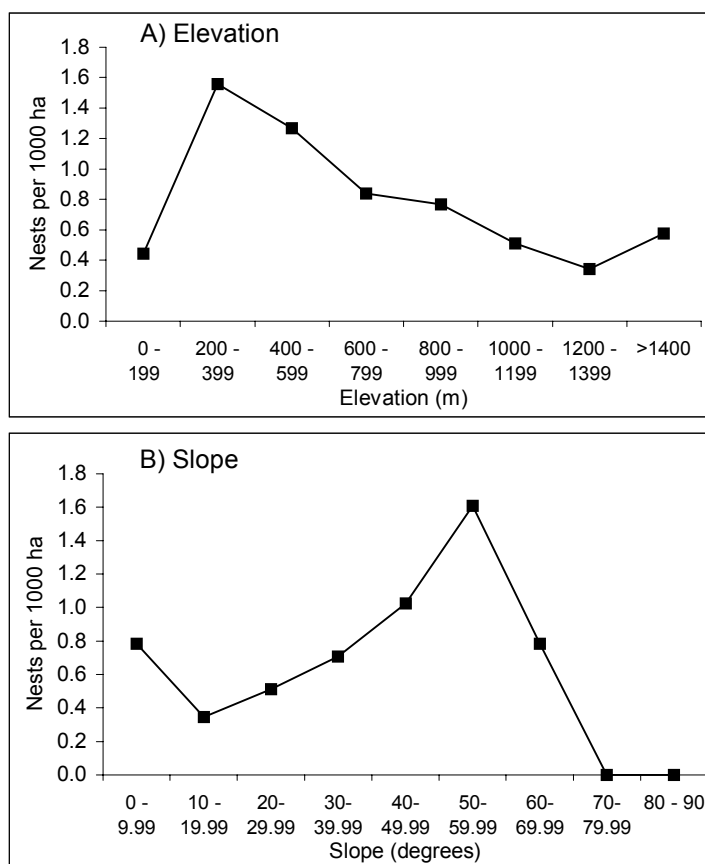 A) Elevation
Nests per 1000 ha
1.8
1.6
1.4
1.2
1.0
0.8
0.6
0.4
0.2
0.0
0 - 200 - 400 - 600 - 800 - 1000 - 1200 - >1400
199 399 599 799 999 1199 1399
Elevation (m)
B) Slope
Nests per 1000 ha
1.8
1.6
1.4
1.2
1.0
0.8
0.6
0.4
0.2
0.0
0 - 10 - 20- 30- 40- 50- 60- 70- 80 - 90
9.99 19.99 29.99 39.99 49.99 59.99 69.99 79.99
Slope (degrees)